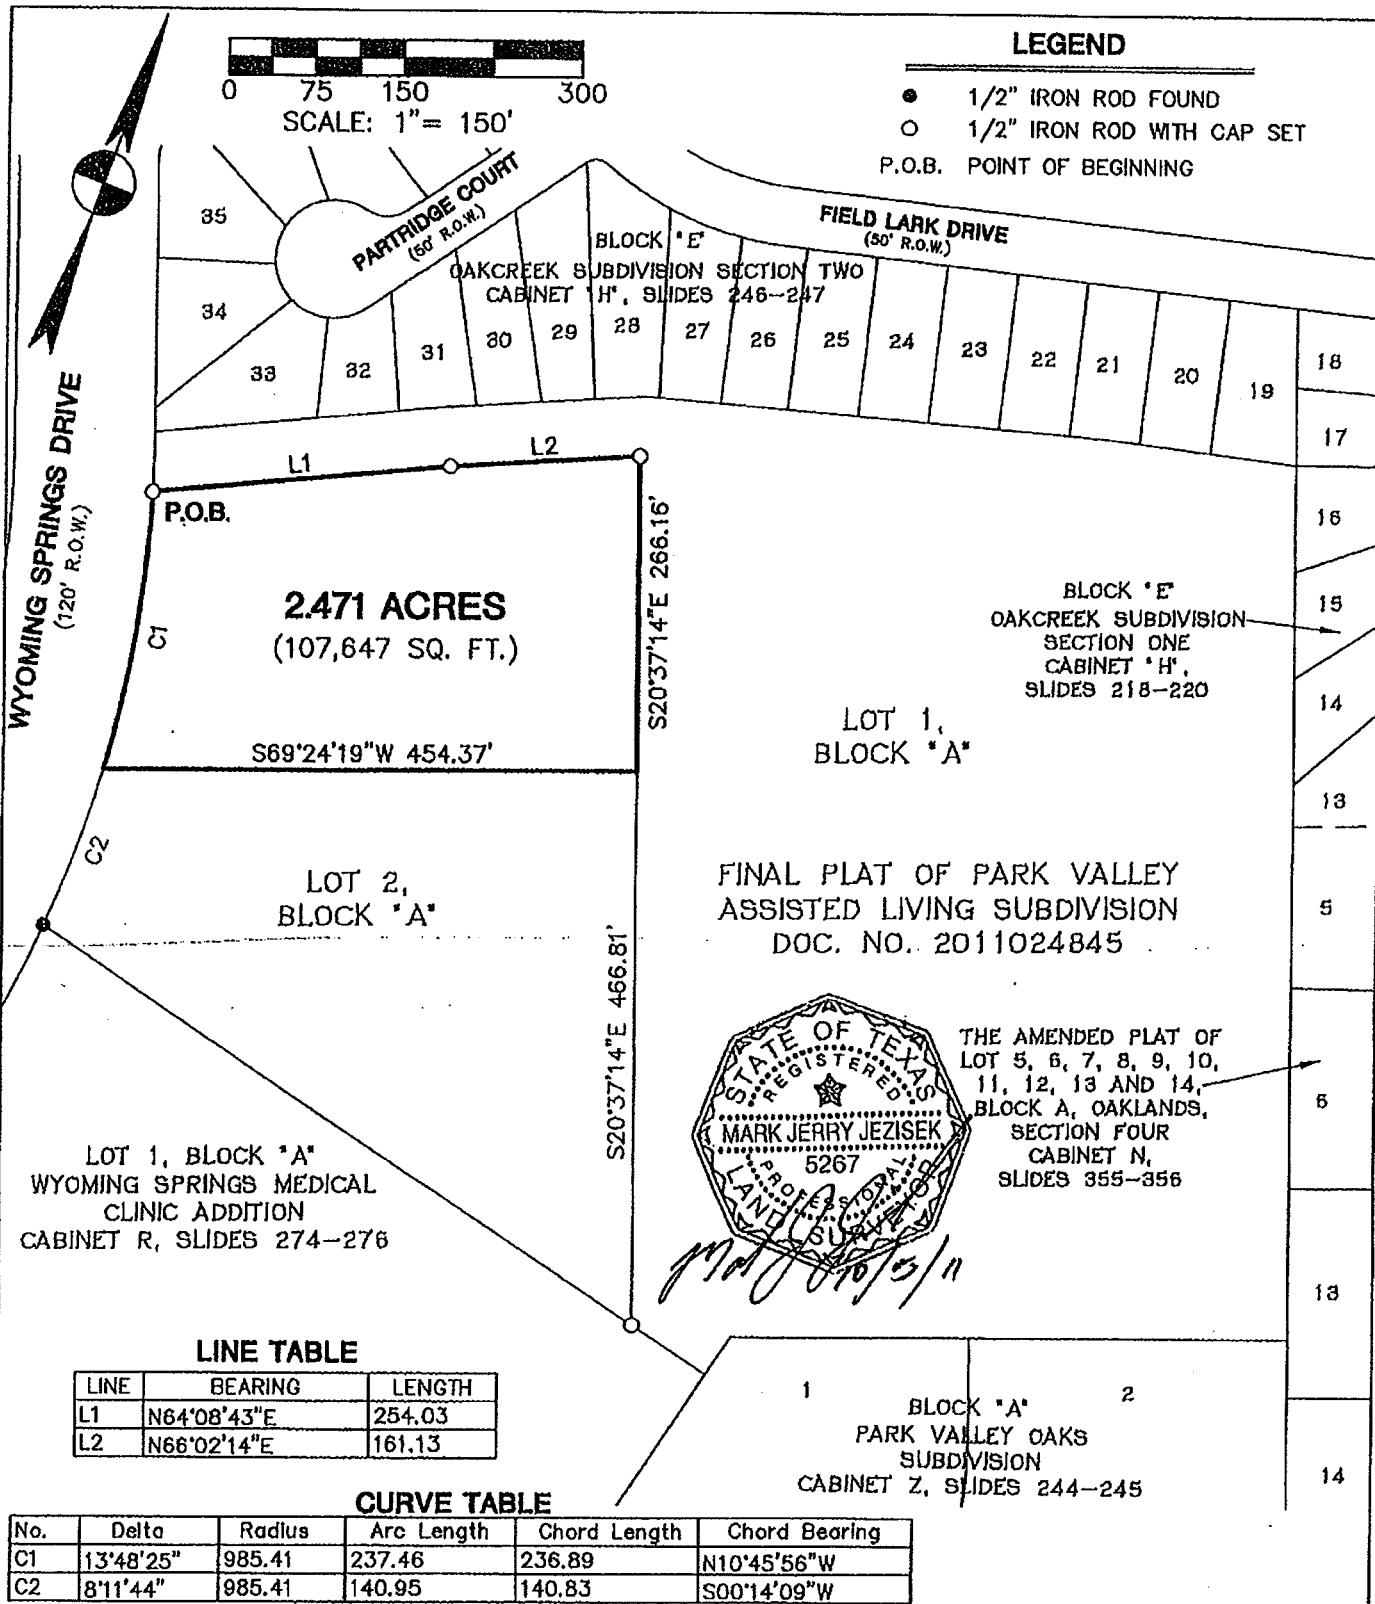 0 75 150 300
SCALE: 1"= 150'
LEGEND
1/2" IRON ROD FOUND
1/2" IRON ROD WITH CAP SET
P.O.B. POINT OF BEGINNING
PARTRIDGE COURT
(50' R.O.W.)
FIELD LARK DRIVE
(50' R.O.W.)
BLOCK "E"
OAKCREEK SUBDIVISION SECTION TWO
CABINET "H", SLIDES 246-247
35
34
33
32
31
30
29
28
27
26
25
24
23
22
21
20
19
18
17
16
15
14
13
5
6
13
14
WYOMING SPRINGS DRIVE
(120' R.O.W.)
L1
L2
P.O.B.
2.471 ACRES
(107,647 SQ. FT.)
C1
S20°37'14"E 266.16'
S69°24'19"W 454.37'
C2
BLOCK "E"
OAKCREEK SUBDIVISION
SECTION ONE
CABINET "H",
SLIDES 218-220
LOT 1,
BLOCK "A"
LOT 2,
BLOCK "A"
S20°37'14"E 466.81'
FINAL PLAT OF PARK VALLEY
ASSISTED LIVING SUBDIVISION
DOC. NO. 2011024845
STATE OF TEXAS
REGISTERED
MARK JERRY JEZISEK
5267
PROFESSIONAL
LAND SURVEYOR
10/3/11
THE AMENDED PLAT OF
LOT 5, 6, 7, 8, 9, 10,
11, 12, 13 AND 14,
BLOCK A, OAKLANDS,
SECTION FOUR
CABINET N,
SLIDES 355-356
LOT 1, BLOCK "A"
WYOMING SPRINGS MEDICAL
CLINIC ADDITION
CABINET R, SLIDES 274-276
1
2
BLOCK "A"
PARK VALLEY OAKS
SUBDIVISION
CABINET Z, SLIDES 244-245
LINE TABLE
LINE BEARING LENGTH
L1 N64°08'43"E 254.03
L2 N66°02'14"E 161.13
CURVE TABLE
No. Delta Radius Arc Length Chord Length Chord Bearing
C1 13°48'25" 985.41 237.46 236.89 N10°45'56"W
C2 8°11'44" 985.41 140.95 140.83 S00°14'09"W